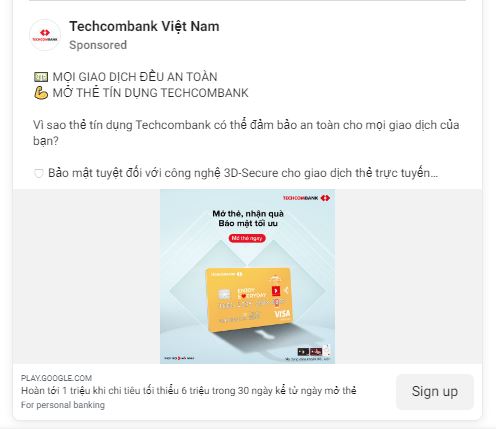 Techcombank Việt Nam
TECHCOMBANK
Sponsored
💵 MỌI GIAO DỊCH ĐỀU AN TOÀN
💪 MỞ THẺ TÍN DỤNG TECHCOMBANK
Vì sao thẻ tín dụng Techcombank có thể đảm bảo an toàn cho mọi giao dịch của
bạn?
🛡 Bảo mật tuyệt đối với công nghệ 3D-Secure cho giao dịch thẻ trực tuyến...
TECHCOMBANK
Mở thẻ, nhận quà
Bảo mật tối ưu
Mở thẻ ngay
TECHCOMBANK
ENJOY
EVERYDAY
VISA
PLAY.GOOGLE.COM
Hoàn tới 1 triệu khi chi tiêu tối thiểu 6 triệu trong 30 ngày kể từ ngày mở thẻ
For personal banking
Sign up